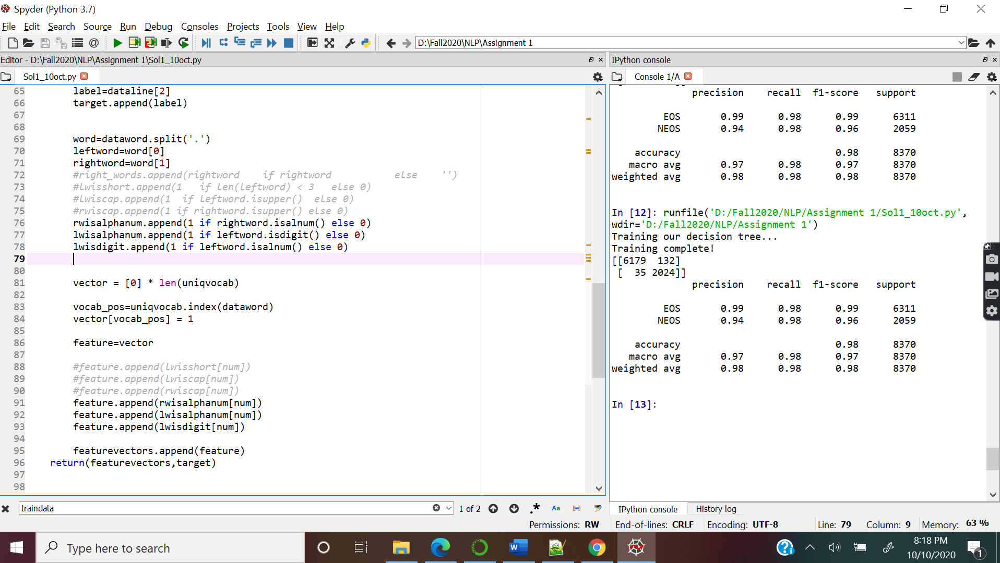 Spyder (Python 3.7)
File Edit Search Source Run Debug Consoles Projects Tools View Help
D:\Fall2020\NLP\Assignment 1
Editor - D:\Fall2020\NLP\Assignment 1\Sol1_10oct.py
Sol1_10oct.py
65 label=dataline[2]
66 target.append(label)
67
68
69 word=dataword.split('.')
70 leftword=word[0]
71 rightword=word[1]
72 #right_words.append(rightword    if rightword           else    '')
73 #lwisshort.append(1   if len(leftword) < 3   else 0)
74 #lwiscap.append(1  if leftword.isupper()  else 0)
75 #rwiscap.append(1 if rightword.isupper() else 0)
76 rwisalphanum.append(1 if rightword.isalnum() else 0)
77 lwisalphanum.append(1 if leftword.isdigit() else 0)
78 lwisdigit.append(1 if leftword.isalnum() else 0)
79
80
81 vector = [0] * len(uniqvocab)
82
83 vocab_pos=uniqvocab.index(dataword)
84 vector[vocab_pos] = 1
85
86 feature=vector
87
88 #feature.append(lwisshort[num])
89 #feature.append(lwiscap[num])
90 #feature.append(rwiscap[num])
91 feature.append(rwisalphanum[num])
92 feature.append(lwisalphanum[num])
93 feature.append(lwisdigit[num])
94
95 featurevectors.append(feature)
96 return(featurevectors,target)
97
98
traindata
1 of 2
.* Aa
IPython console
Console 1/A
precision recall f1-score support
EOS 0.99 0.98 0.99 6311
NEOS 0.94 0.98 0.96 2059
accuracy 0.98 8370
macro avg 0.97 0.98 0.97 8370
weighted avg 0.98 0.98 0.98 8370
In [12]: runfile('D:/Fall2020/NLP/Assignment 1/Sol1_10oct.py',
wdir='D:/Fall2020/NLP/Assignment 1')
Training our decision tree...
Training complete!
[[6179  132]
[  35 2024]]
precision recall f1-score support
EOS 0.99 0.98 0.99 6311
NEOS 0.94 0.98 0.96 2059
accuracy 0.98 8370
macro avg 0.97 0.98 0.97 8370
weighted avg 0.98 0.98 0.98 8370
In [13]:
IPython console History log
Permissions: RW End-of-lines: CRLF Encoding: UTF-8 Line: 79 Column: 9 Memory: 63 %
Type here to search
W
8:18 PM
10/10/2020
1